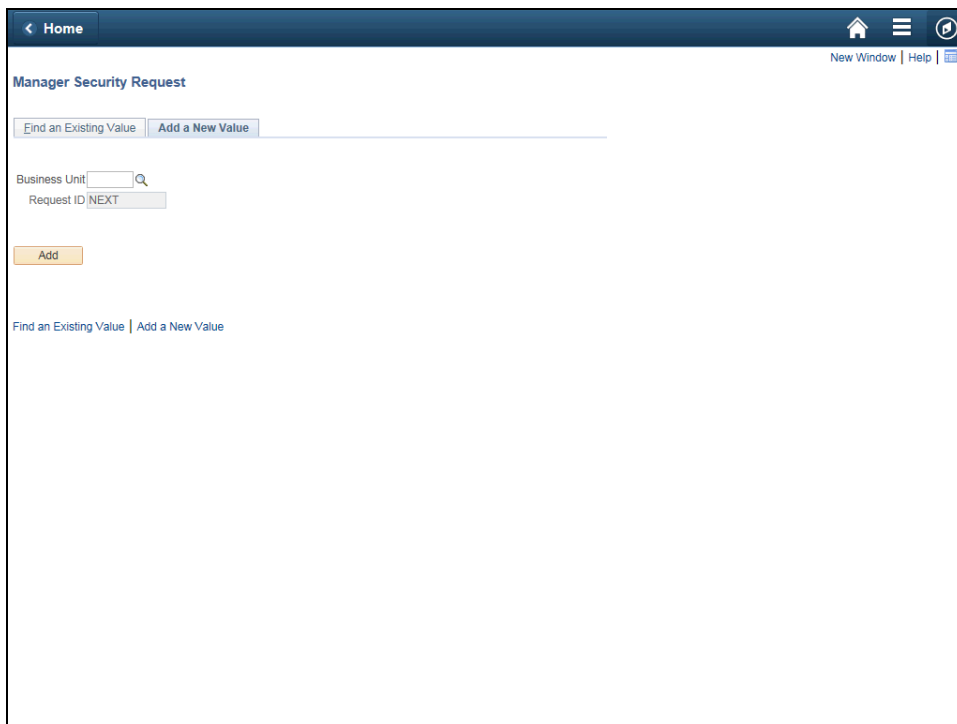 Home
New Window | Help |
Manager Security Request
Find an Existing Value Add a New Value
Business Unit
Request ID NEXT
Add
Find an Existing Value | Add a New Value